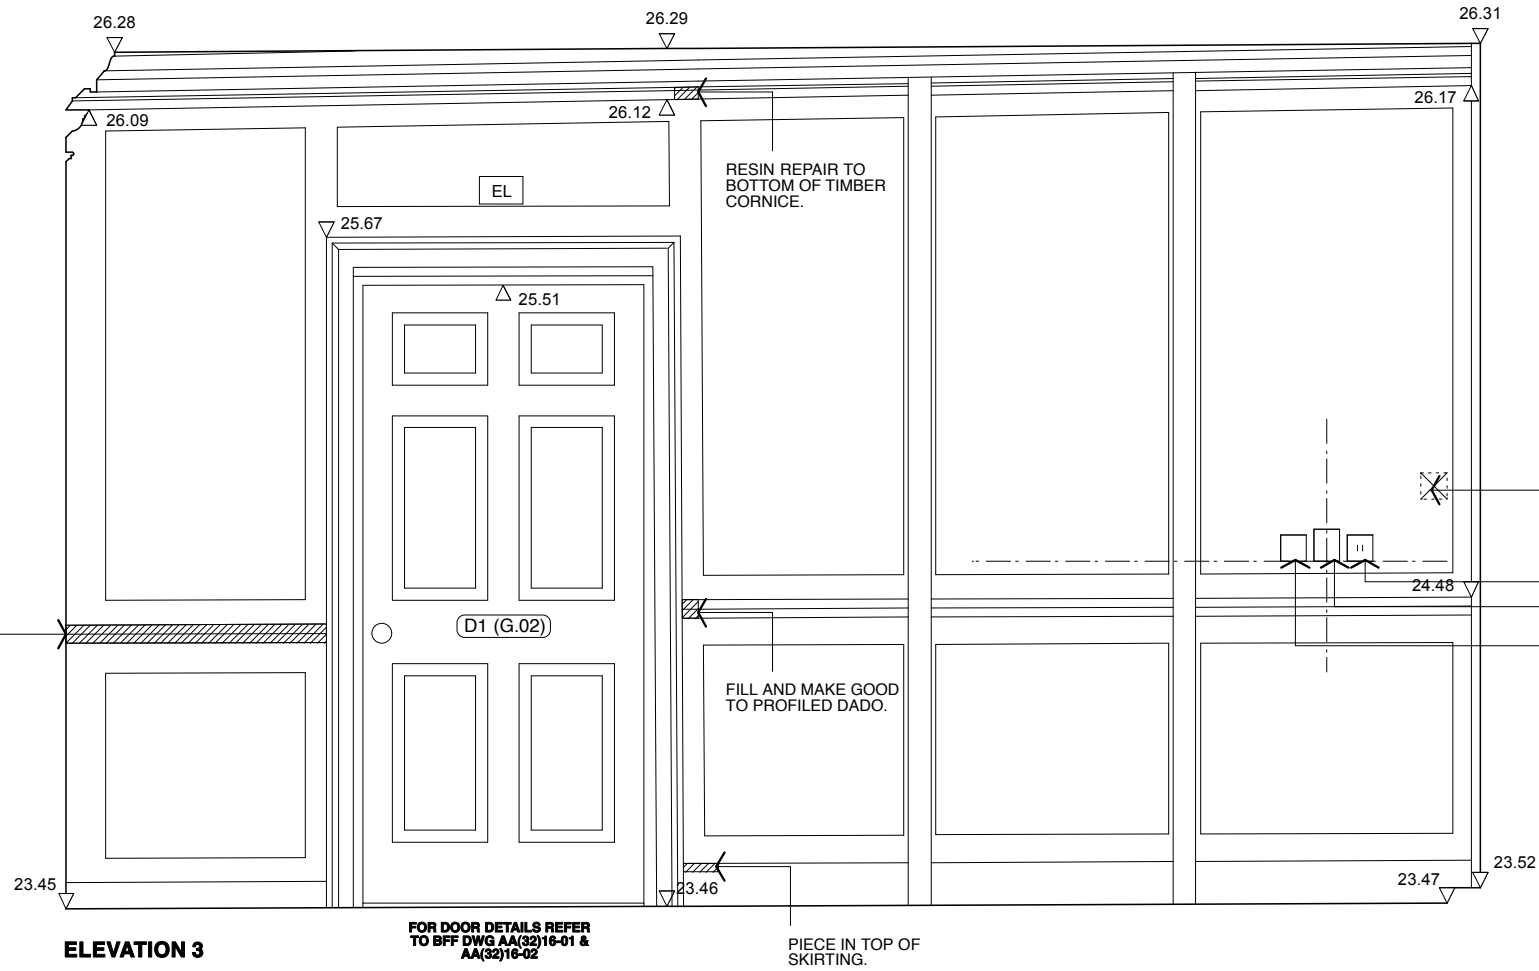 26.28
26.29
26.31
26.09
26.12
26.17
RESIN REPAIR TO
BOTTOM OF TIMBER
CORNICE.
EL
25.67
25.51
24.48
D1 (G.02)
FILL AND MAKE GOOD
TO PROFILED DADO.
23.45
23.46
23.47
23.52
ELEVATION 3
FOR DOOR DETAILS REFER
TO BFF DWG AA(32)16-01 &
AA(32)16-02
PIECE IN TOP OF
SKIRTING.